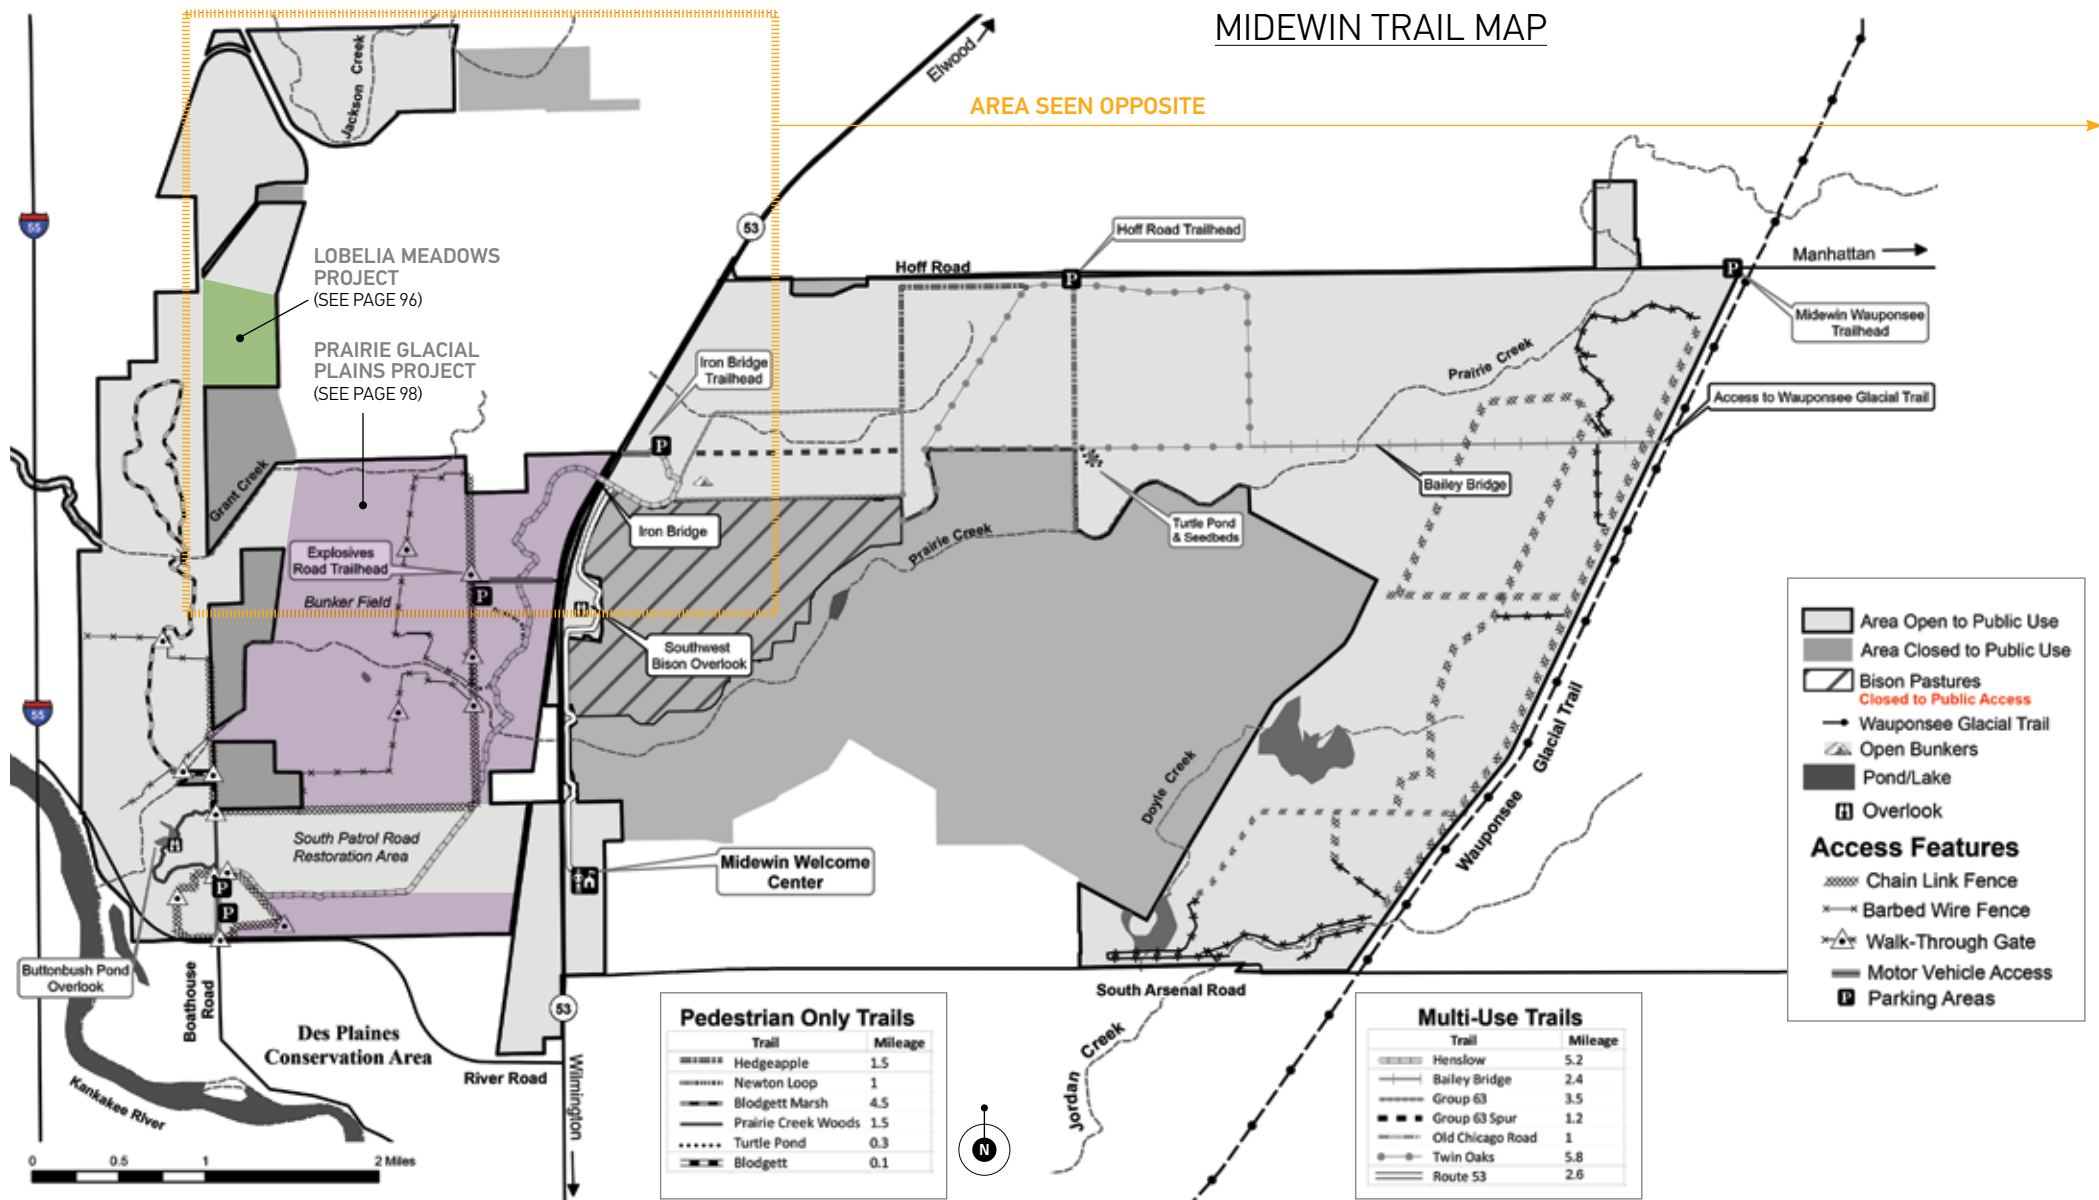 MIDEWIN TRAIL MAP
Elwood
AREA SEEN OPPOSITE
Jackson Creek
55
53
Hoff Road Trailhead
Hoff Road
Manhattan
LOBELIA MEADOWS
PROJECT
(SEE PAGE 96)
Midewin Wauponsee
Trailhead
PRAIRIE GLACIAL
PLAINS PROJECT
(SEE PAGE 98)
Iron Bridge
Trailhead
Prairie Creek
Access to Wauponsee Glacial Trail
P
P
P
Grant Creek
Bailey Bridge
Iron Bridge
Turtle Pond
& Seedbeds
Prairie Creek
Explosives
Road Trailhead
P
Bunker Field
Southwest
Bison Overlook
55
Glacial Trail
Wauponsee
Doyle Creek
South Patrol Road
Restoration Area
Midewin Welcome
Center
P
P
Buttonbush Pond
Overlook
Boathouse
Road
Des Plaines
Conservation Area
River Road
53
Wilmington
Kankakee River
South Arsenal Road
Jordan Creek
N
0 0.5 1 2 Miles
Pedestrian Only Trails
Trail Mileage
Hedgeapple 1.5
Newton Loop 1
Blodgett Marsh 4.5
Prairie Creek Woods 1.5
Turtle Pond 0.3
Blodgett 0.1
Multi-Use Trails
Trail Mileage
Henslow 5.2
Bailey Bridge 2.4
Group 63 3.5
Group 63 Spur 1.2
Old Chicago Road 1
Twin Oaks 5.8
Route 53 2.6
Area Open to Public Use
Area Closed to Public Use
Bison Pastures
Closed to Public Access
Wauponsee Glacial Trail
Open Bunkers
Pond/Lake
Overlook
Access Features
Chain Link Fence
Barbed Wire Fence
Walk-Through Gate
Motor Vehicle Access
P Parking Areas